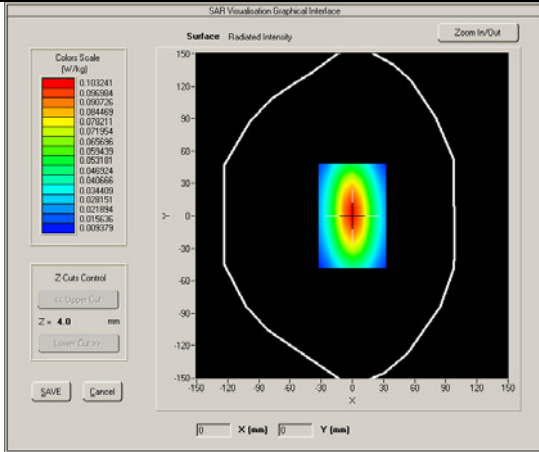 SAR Visualisation Graphical Interface
Surface Radiated Intensity
Zoom In/Out
Colors Scale
(W/kg)
0.103241
0.096984
0.090726
0.084469
0.078211
0.071954
0.065696
0.059439
0.053181
0.046924
0.040666
0.034409
0.028151
0.021894
0.015636
0.009379
150
120
90
60
30
0
-30
-60
-90
-120
-150
Y
-150 -120 -90 -60 -30 0 30 60 90 120 150
X
Z Cuts Control
<< Upper Cut
Z = 4.0 mm
Lower Cut >>
SAVE Cancel
0 X (mm) 0 Y (mm)